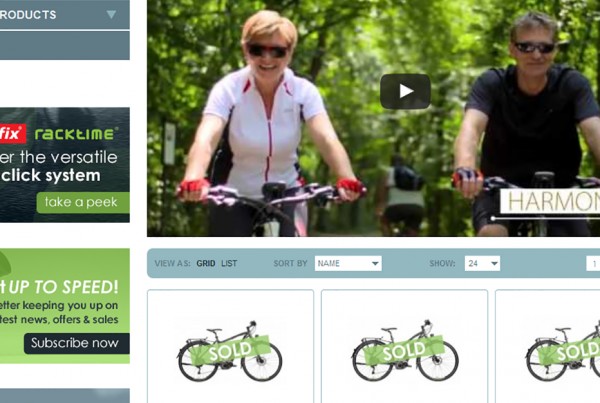 RODUCTS
fix racktime
er the versatile
click system
take a peek
t UP TO SPEED!
etter keeping you up on
test news, offers & sales
Subscribe now
HARMON
VIEW AS: GRID LIST SORT BY NAME SHOW: 24 1
SOLD SOLD SOLD